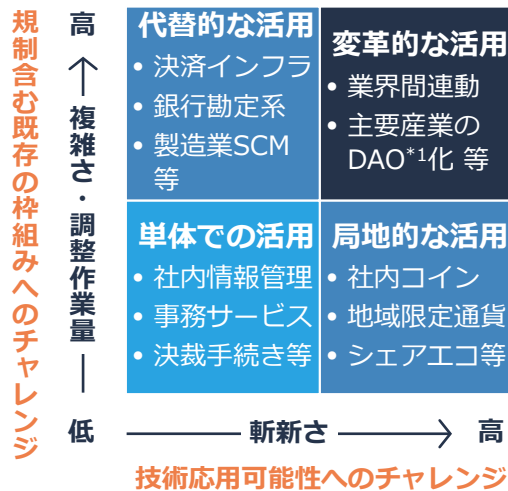 規制含む既存の枠組みへのチャレンジ
高
複雑さ・調整作業量
低
代替的な活用
• 決済インフラ
• 銀行勘定系
• 製造業SCM
等
変革的な活用
• 業界間連動
• 主要産業の
DAO*1化 等
単体での活用
• 社内情報管理
• 事務サービス
• 決裁手続き等
局地的な活用
• 社内コイン
• 地域限定通貨
• シェアエコ等
斬新さ
高
技術応用可能性へのチャレンジ